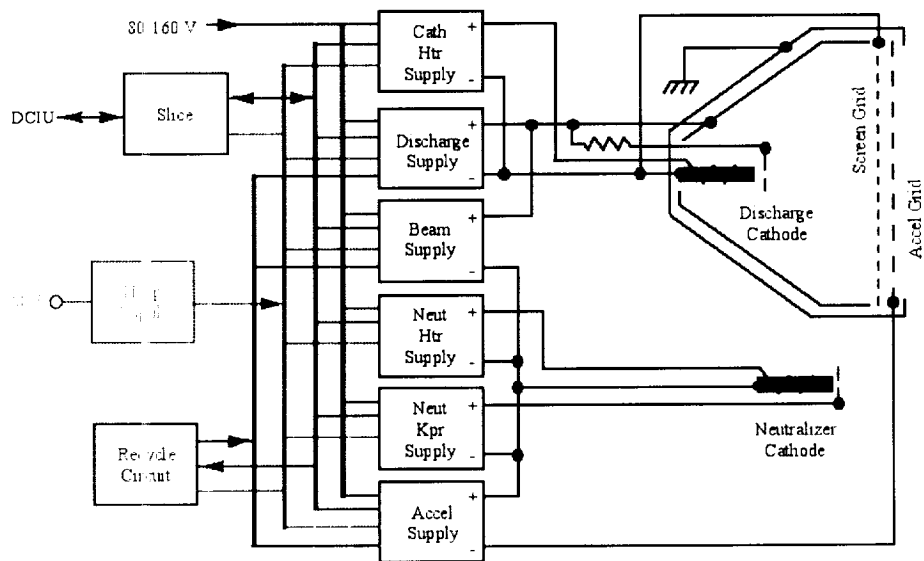 80 160 V
Cath
Htr
Supply
+
-
DCIU
Slice
Discharge
Supply
+
-
Screen Grid
Accel Grid
Discharge
Cathode
Beam
Supply
+
-
Neut
Htr
Supply
+
-
Neut
Kpr
Supply
+
-
Neutralizer
Cathode
Recycle
Circuit
Accel
Supply
+
-